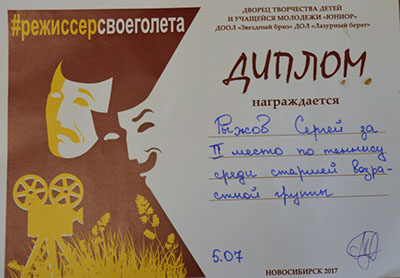 #режиссерсвоеголета
ДВОРЕЦ ТВОРЧЕСТВА ДЕТЕЙ
И УЧАЩЕЙСЯ МОЛОДЕЖИ «ЮНИОР»
ДООЛ «Звездный бриз» ДОЛ «Лазурный берег»
ДИПЛОМ
награждается
Рыжов Сергей за
II место по теннису
среди старшей возра-
стной группы
5.07
НОВОСИБИРСК 2017